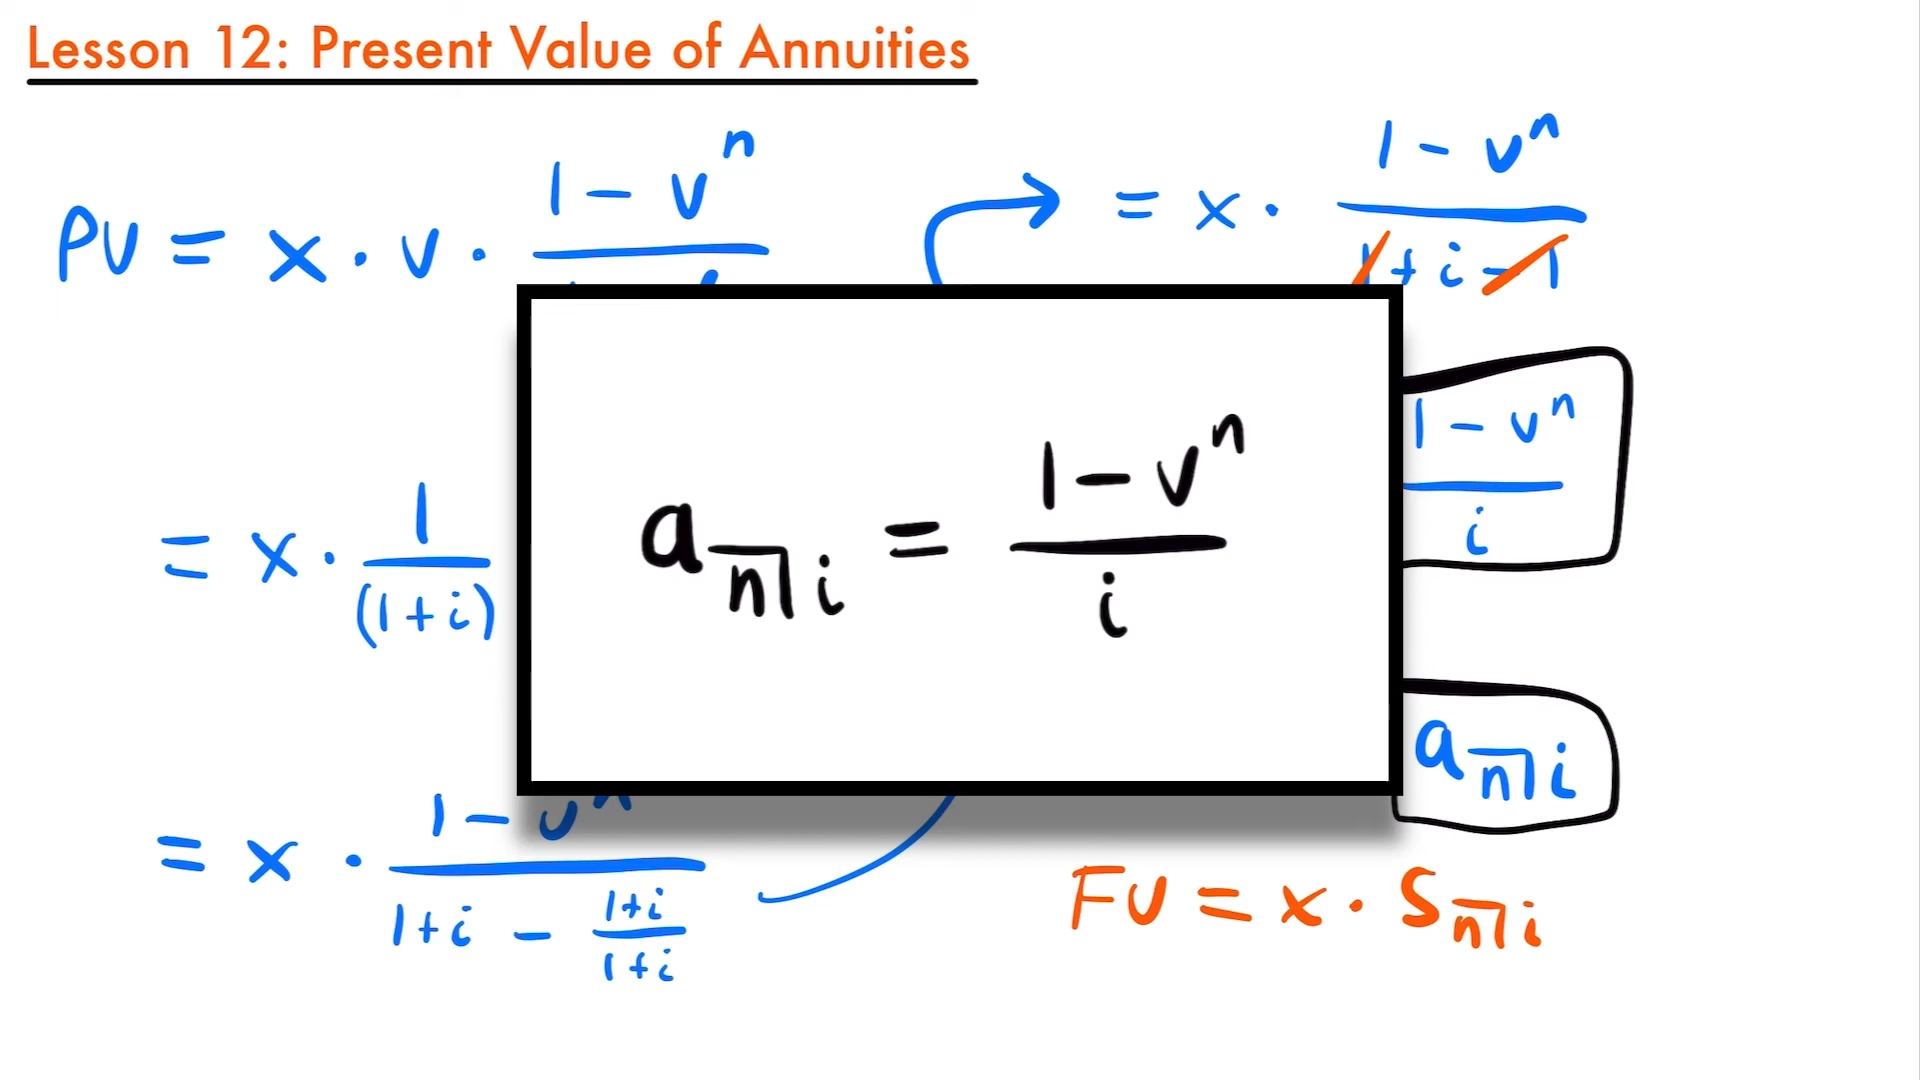 Lesson 12: Present Value of Annuities
PV = x · v · 1 - v^n
= x · 1 / (1+i)
= x · 1 - v^n / 1+i - 1+i / 1+i
= x · 1 - v^n / 1 + i - 1
a n⅂ i = 1 - v^n / i
1 - v^n / i
a n⅂ i
FV = x · S n⅂ i